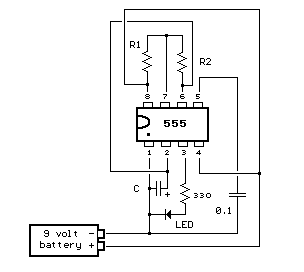 R1
R2
8 7 6 5
555
1 2 3 4
C
+
330
0.1
LED
9 volt -
battery +